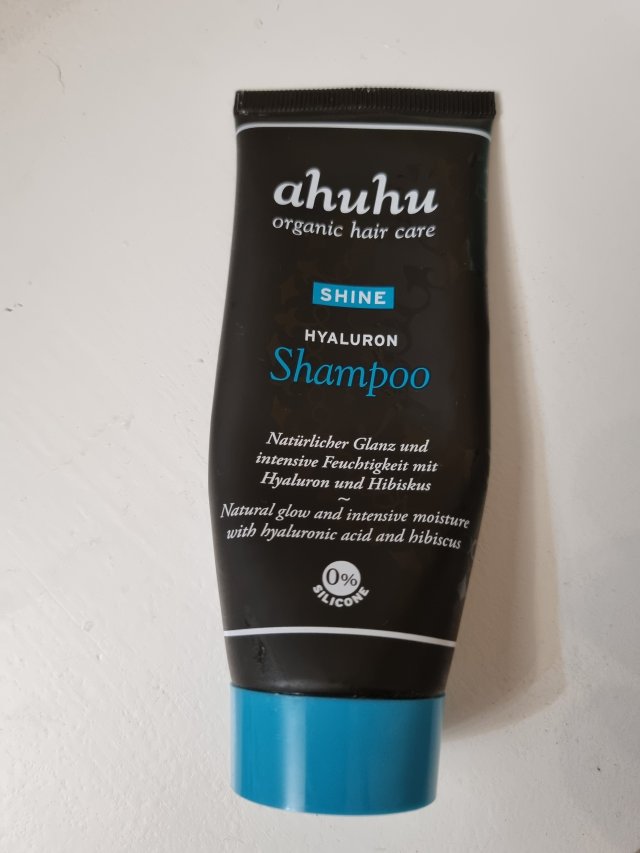 ahuhu
organic hair care
SHINE
HYALURON
Shampoo
Natürlicher Glanz und
intensive Feuchtigkeit mit
Hyaluron und Hibiskus
~
Natural glow and intensive moisture
with hyaluronic acid and hibiscus
0%
SILICONE